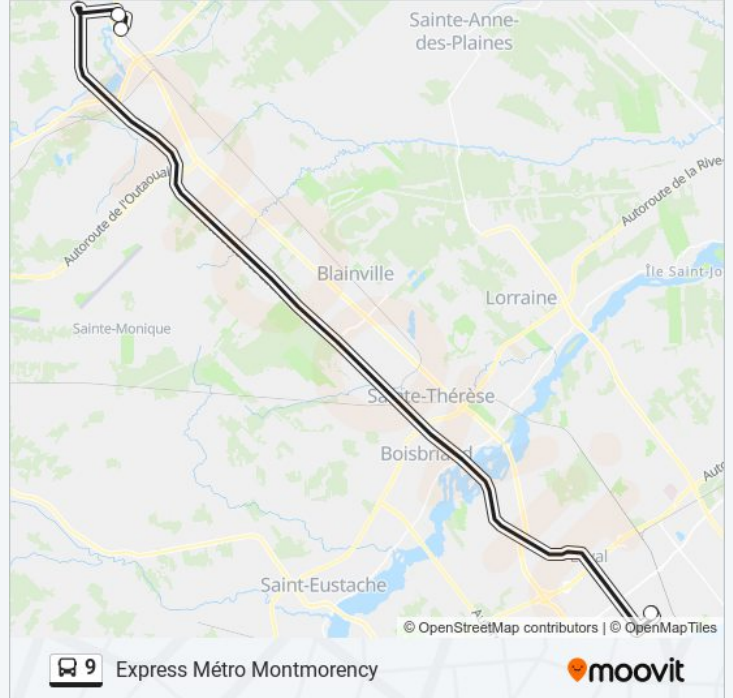 Sainte-Anne-
des-Plaines
Autoroute de la Rive-
Autoroute de l'Outaouai
Île Saint-Jo
Blainville
Lorraine
Sainte-Monique
Sainte-Thérèse
Boisbriand
Saint-Eustache
© OpenStreetMap contributors | © OpenMapTiles
9 Express Métro Montmorency
moovit